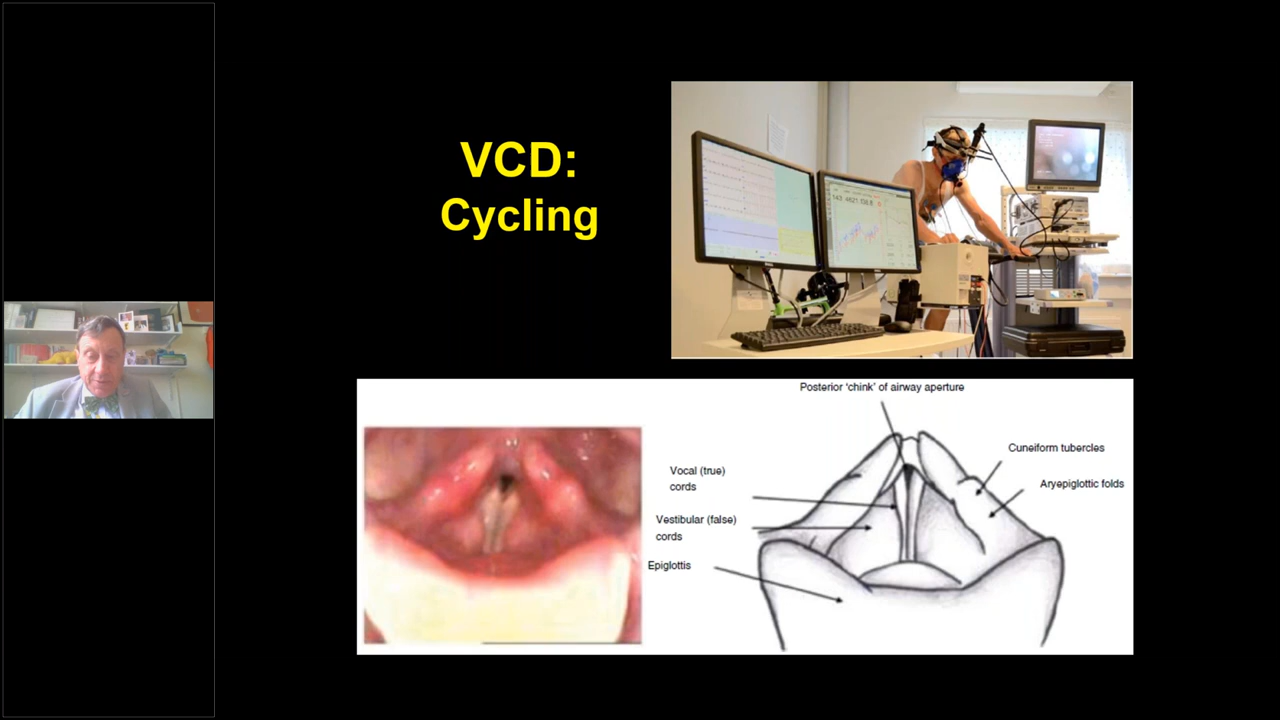 VCD:
Cycling
Posterior ‘chink’ of airway aperture
Cuneiform tubercles
Vocal (true)
cords
Aryepiglottic folds
Vestibular (false)
cords
Epiglottis